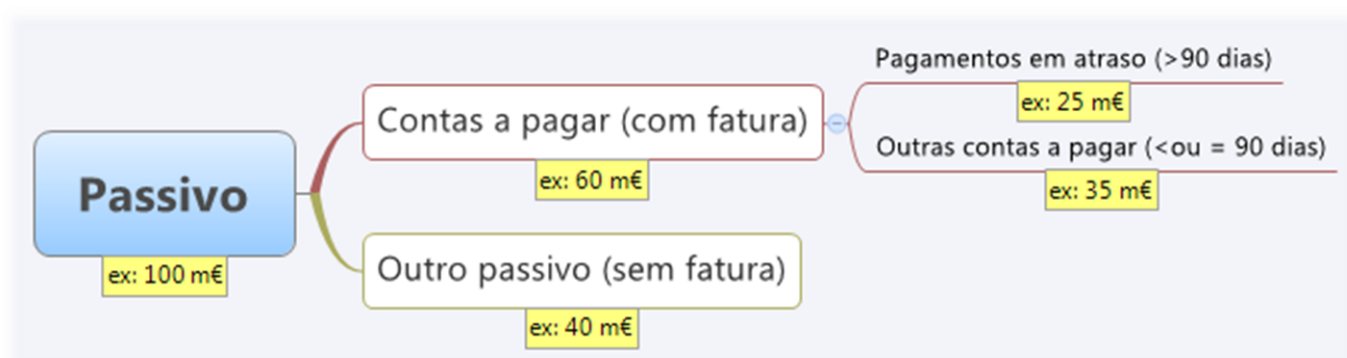 Passivo
ex: 100 m€
Contas a pagar (com fatura)
ex: 60 m€
Pagamentos em atraso (>90 dias)
ex: 25 m€
Outras contas a pagar (<ou = 90 dias)
ex: 35 m€
Outro passivo (sem fatura)
ex: 40 m€